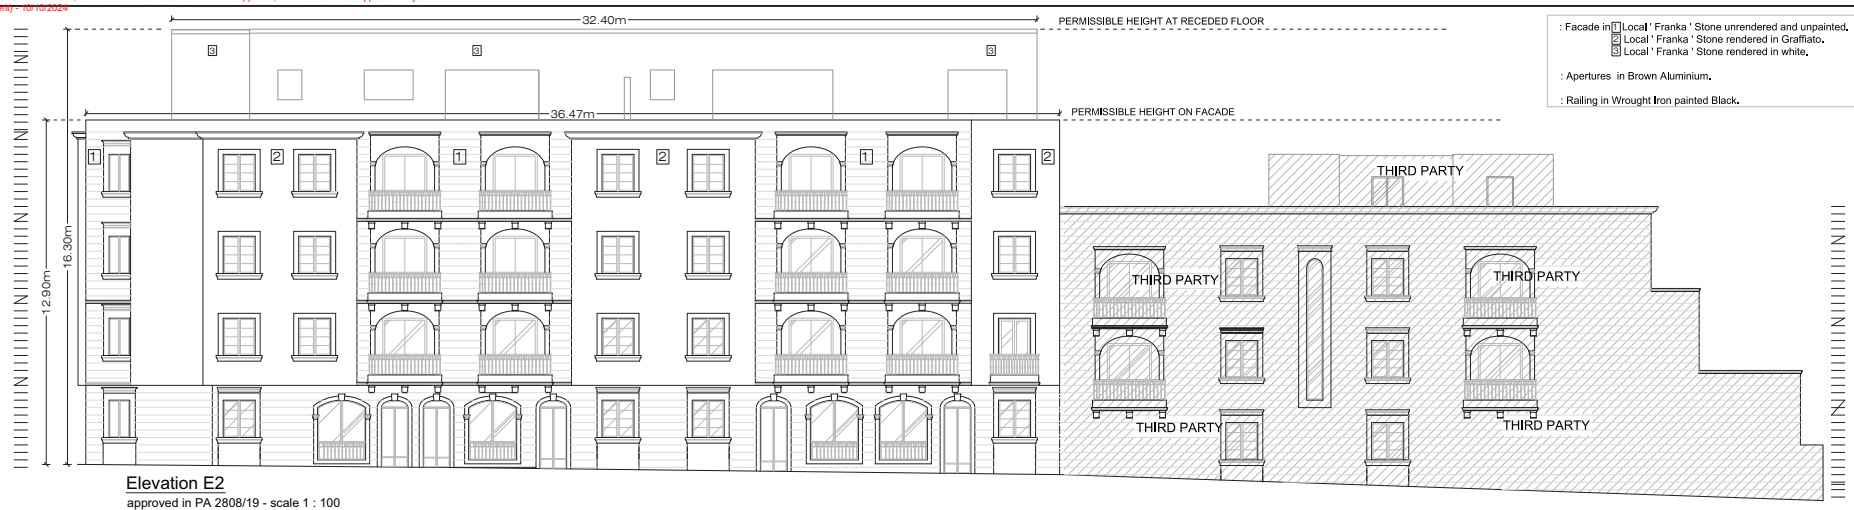 - 10/10/2024
32.40m
PERMISSIBLE HEIGHT AT RECEDED FLOOR
: Facade in 1 Local ' Franka ' Stone unrendered and unpainted.
2 Local ' Franka ' Stone rendered in Graffiato.
3 Local ' Franka ' Stone rendered in white.
: Apertures in Brown Aluminium.
: Railing in Wrought Iron painted Black.
3
3
3
36.47m
PERMISSIBLE HEIGHT ON FACADE
1
2
1
2
1
2
THIRD PARTY
16.30m
12.90m
THIRD PARTY
THIRD PARTY
THIRD PARTY
THIRD PARTY
Elevation E2
approved in PA 2808/19 - scale 1 : 100